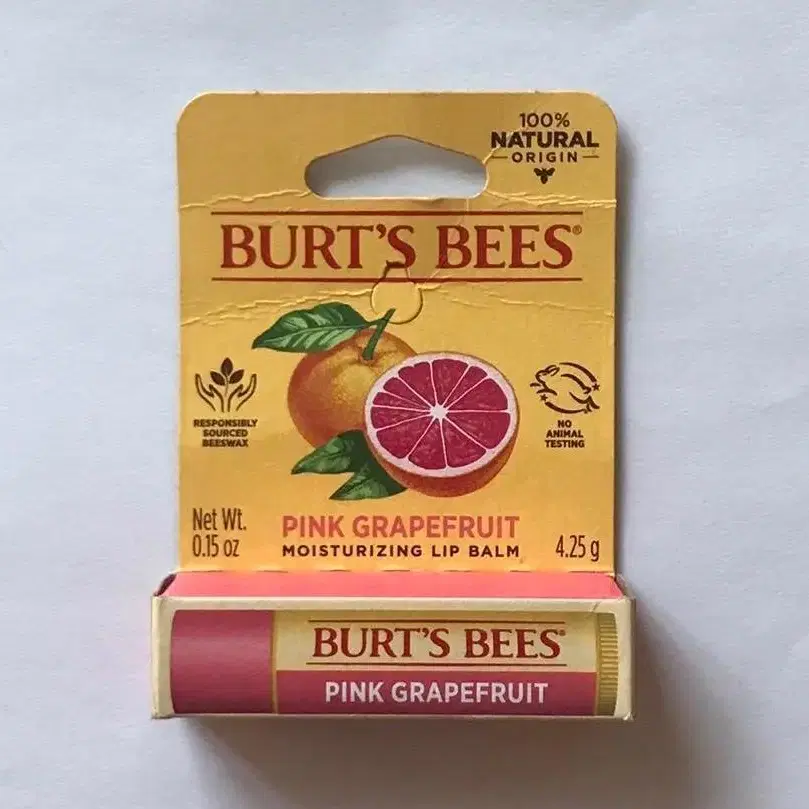 100%
NATURAL
ORIGIN
BURT'S BEES®
RESPONSIBLY
SOURCED
BEESWAX
NO
ANIMAL
TESTING
Net Wt.
0.15 oz
PINK GRAPEFRUIT
MOISTURIZING LIP BALM
4.25 g
BURT'S BEES®
PINK GRAPEFRUIT